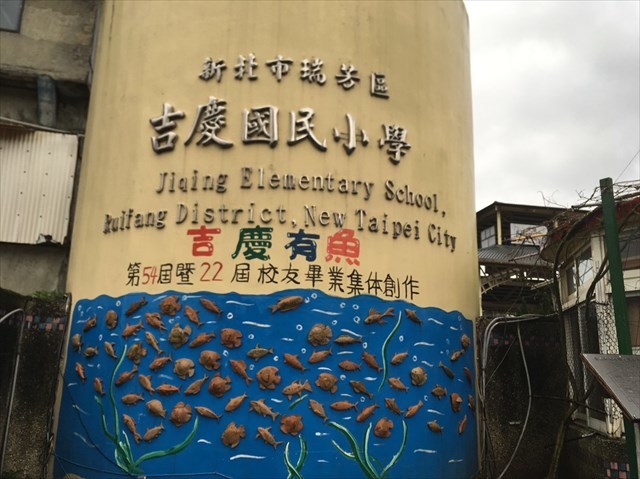 新北市瑞芳區
吉慶國民小學
Jiqing Elementary School,
Ruifang District, New Taipei City
吉慶有魚
第54屆暨22屆校友畢業集体創作